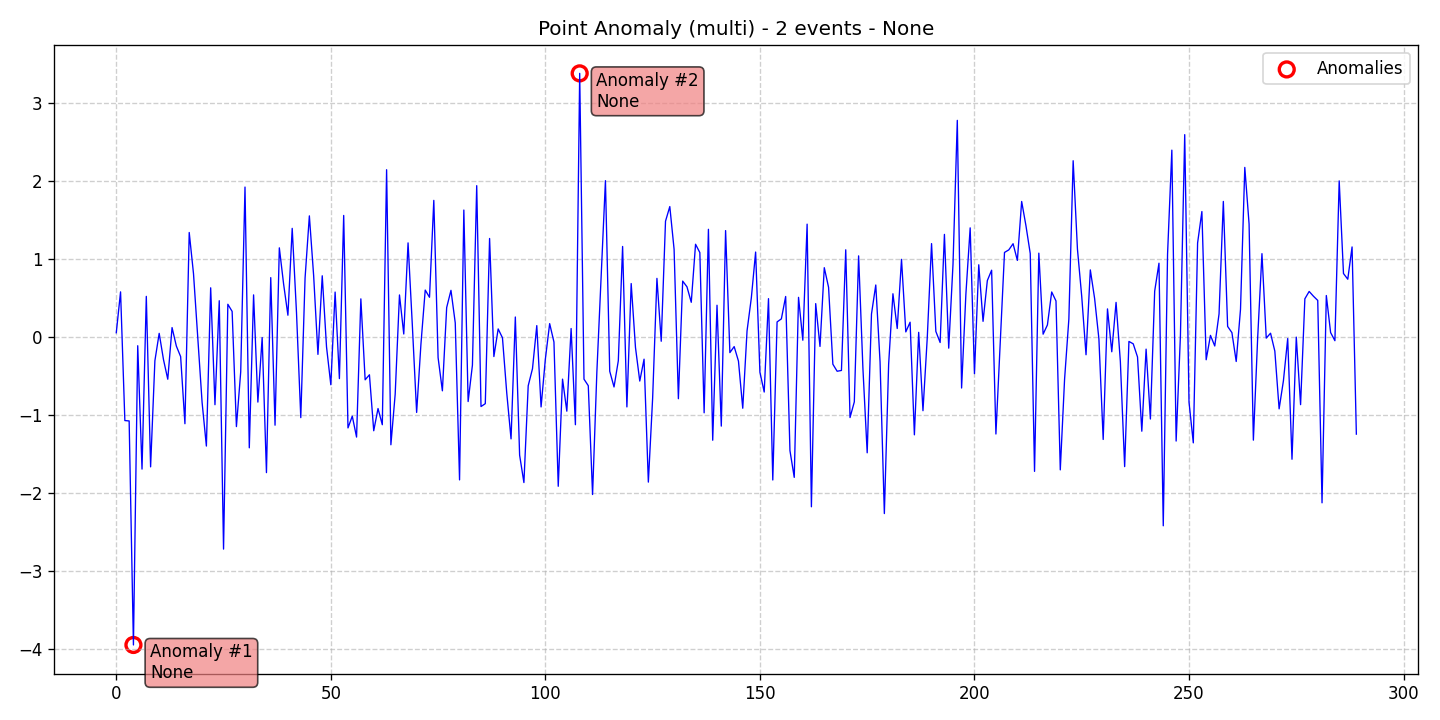 Point Anomaly (multi) - 2 events - None
Anomalies
Anomaly #2
None
Anomaly #1
None
3
2
1
0
−1
−2
−3
−4
0
50
100
150
200
250
300